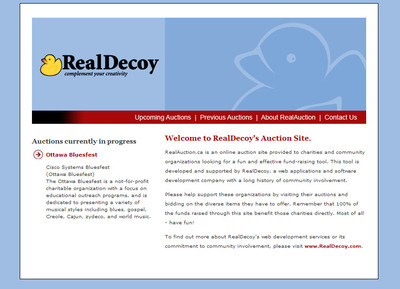 RealDecoy
complement your creativity
Upcoming Auctions | Previous Auctions | About RealAuction | Contact Us
Auctions currently in progress
Ottawa Bluesfest
Cisco Systems Bluesfest
(Ottawa Bluesfest)
The Ottawa Bluesfest is a not-for-profit
charitable organization with a focus on
educational outreach programs, and is
dedicated to presenting a variety of
musical styles including blues, gospel,
Creole, Cajun, zydeco, and world music.
Welcome to RealDecoy's Auction Site.
RealAuction.ca is an online auction site provided to charities and community
organizations looking for a fun and effective fund-raising tool. This tool is
developed and supported by RealDecoy, a web applications and software
development company with a long history of community involvement.
Please help support these organizations by visiting their auctions and
bidding on the diverse items they have to offer. Remember that 100% of
the funds raised through this site benefit those charities directly. Most of all
- have fun!
To find out more about RealDecoy's web development services or its
commitment to community involvement, please visit www.RealDecoy.com.